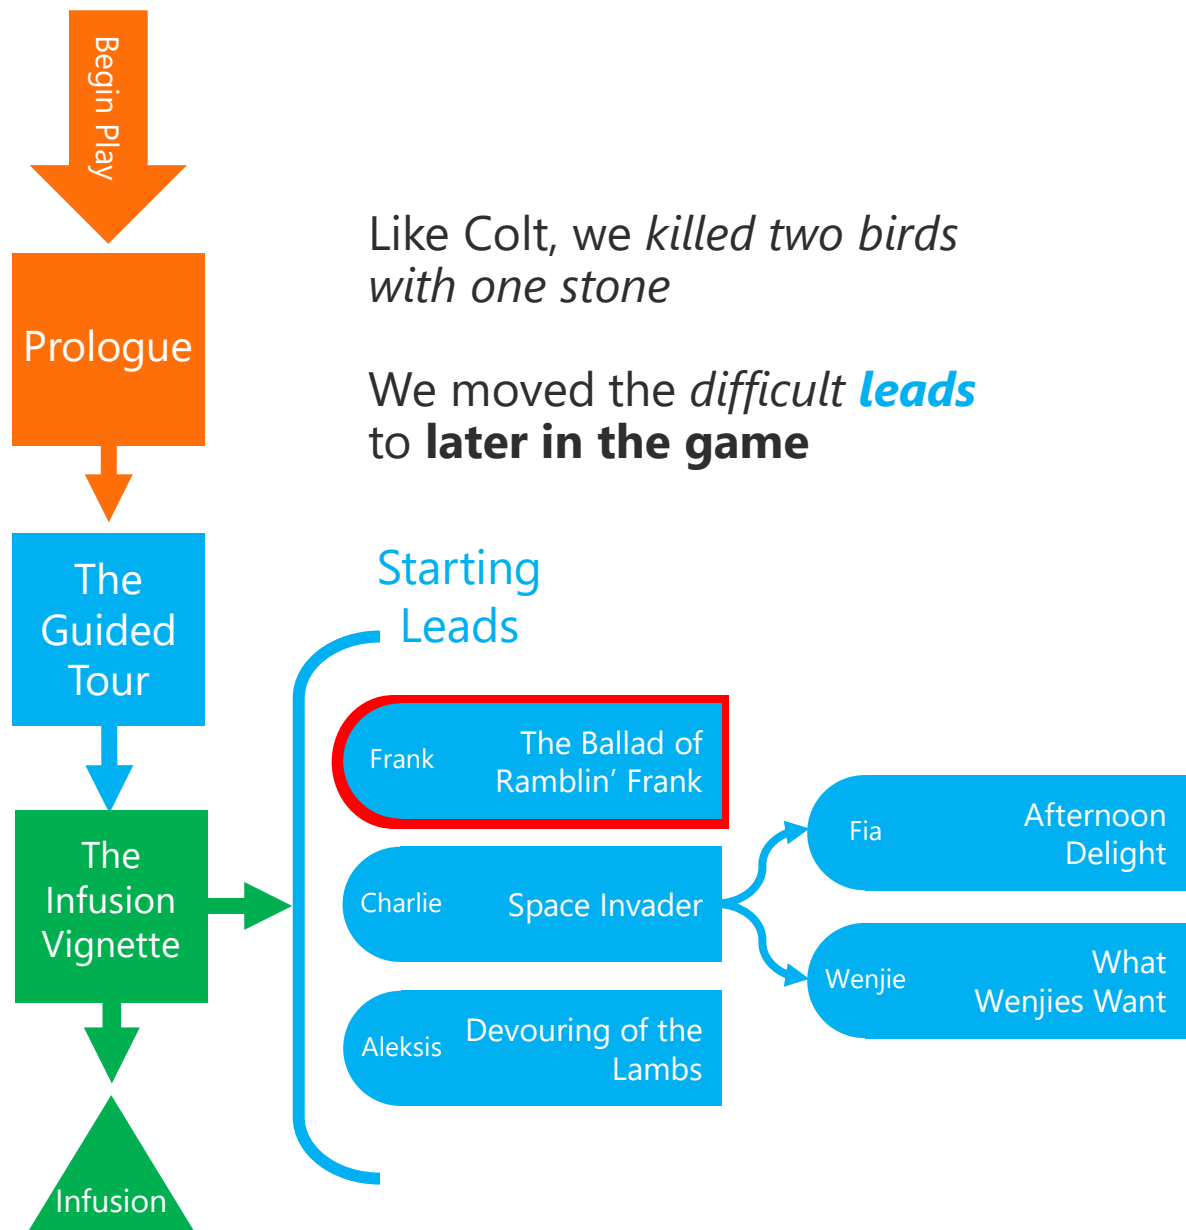 Begin Play
Like Colt, we killed two birds
with one stone
Prologue
We moved the difficult leads
to later in the game
The
Guided
Tour
Starting
Leads
Frank
The Ballad of
Ramblin’ Frank
Fia
Afternoon
Delight
The
Infusion
Vignette
Charlie
Space Invader
Wenjie
What
Wenjies Want
Aleksis
Devouring of the
Lambs
Infusion